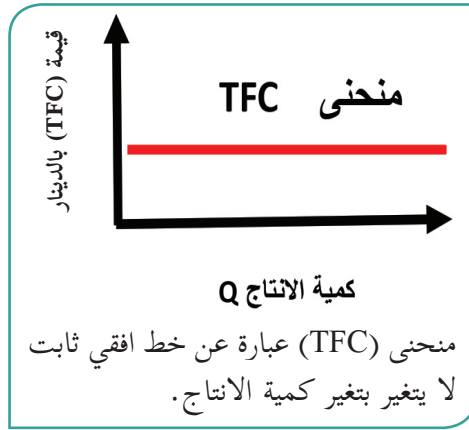 قيمة (TFC) بالدينار
منحنى TFC
كمية الانتاج Q
منحنى (TFC) عبارة عن خط افقي ثابت
لا يتغير بتغير كمية الانتاج.